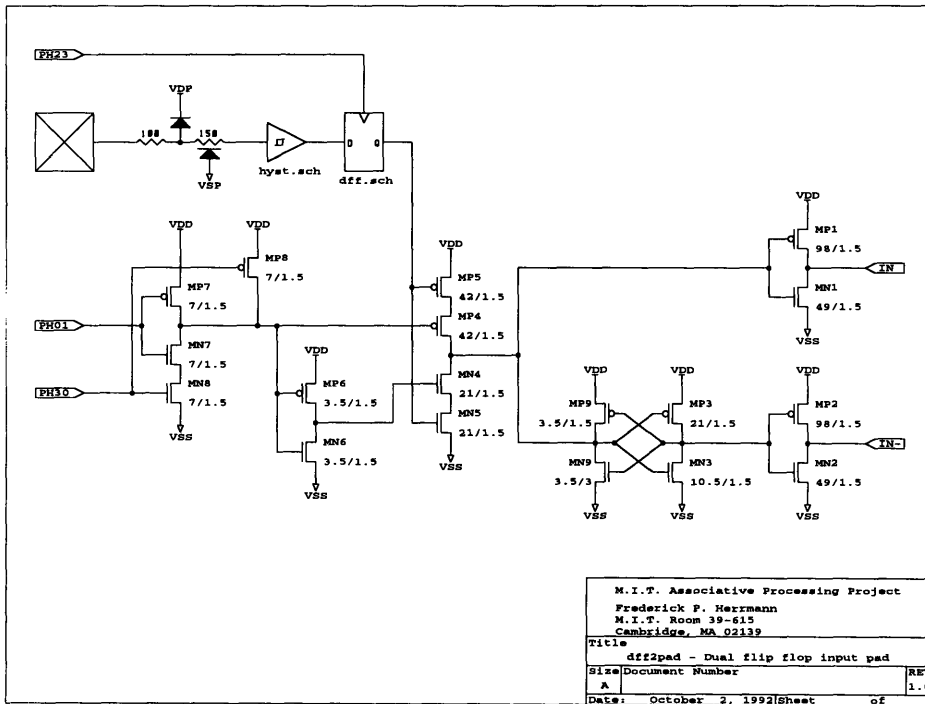 PH23
VDP
100
150
VSP
hyst.sch
D
Q
dff.sch
VDD
VDD
VDD
VDD
MP8
7/1.5
MP7
7/1.5
MP5
42/1.5
MP1
98/1.5
IN
PH01
MP4
42/1.5
MN1
49/1.5
VSS
MN7
7/1.5
VDD
MN4
21/1.5
VDD
VDD
VDD
PH30
MN8
7/1.5
MP6
3.5/1.5
MN5
21/1.5
MP9
3.5/1.5
MP3
21/1.5
MP2
98/1.5
VSS
IN-
MN6
3.5/1.5
VSS
MN9
3.5/3
MN3
10.5/1.5
MN2
49/1.5
VSS
VSS
VSS
VSS
M.I.T. Associative Processing Project
Frederick P. Herrmann
M.I.T. Room 39-615
Cambridge, MA 02139
Title
dff2pad - Dual flip flop input pad
Size Document Number
A
Date: October 2, 1992 Sheet of